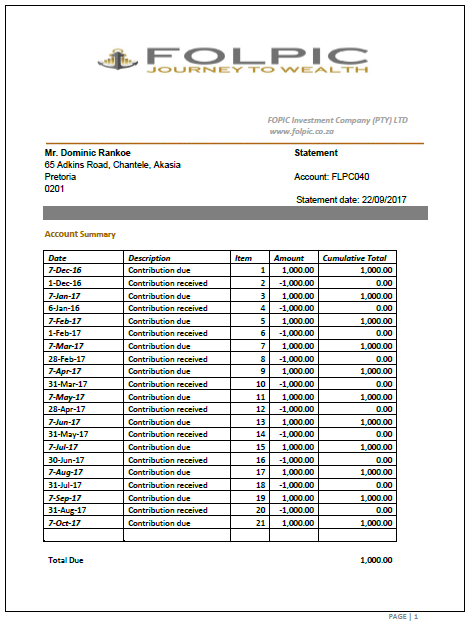 FOLPIC
JOURNEY TO WEALTH
FOPIC Investment Company (PTY) LTD
www.folpic.co.za
Mr. Dominic Rankoe Statement
65 Adkins Road, Chantele, Akasia
Pretoria Account: FLPC040
0201
Statement date: 22/09/2017
Account Summary
Date Description Item Amount Cumulative Total
7-Dec-16 Contribution due 1 1,000.00 1,000.00
1-Dec-16 Contribution received 2 -1,000.00 0.00
7-Jan-17 Contribution due 3 1,000.00 1,000.00
6-Jan-16 Contribution received 4 -1,000.00 0.00
7-Feb-17 Contribution due 5 1,000.00 1,000.00
1-Feb-17 Contribution received 6 -1,000.00 0.00
7-Mar-17 Contribution due 7 1,000.00 1,000.00
28-Feb-17 Contribution received 8 -1,000.00 0.00
7-Apr-17 Contribution due 9 1,000.00 1,000.00
31-Mar-17 Contribution received 10 -1,000.00 0.00
7-May-17 Contribution due 11 1,000.00 1,000.00
28-Apr-17 Contribution received 12 -1,000.00 0.00
7-Jun-17 Contribution due 13 1,000.00 1,000.00
31-May-17 Contribution received 14 -1,000.00 0.00
7-Jul-17 Contribution due 15 1,000.00 1,000.00
30-Jun-17 Contribution received 16 -1,000.00 0.00
7-Aug-17 Contribution due 17 1,000.00 1,000.00
31-Jul-17 Contribution received 18 -1,000.00 0.00
7-Sep-17 Contribution due 19 1,000.00 1,000.00
31-Aug-17 Contribution received 20 -1,000.00 0.00
7-Oct-17 Contribution due 21 1,000.00 1,000.00
Total Due 1,000.00
PAGE | 1